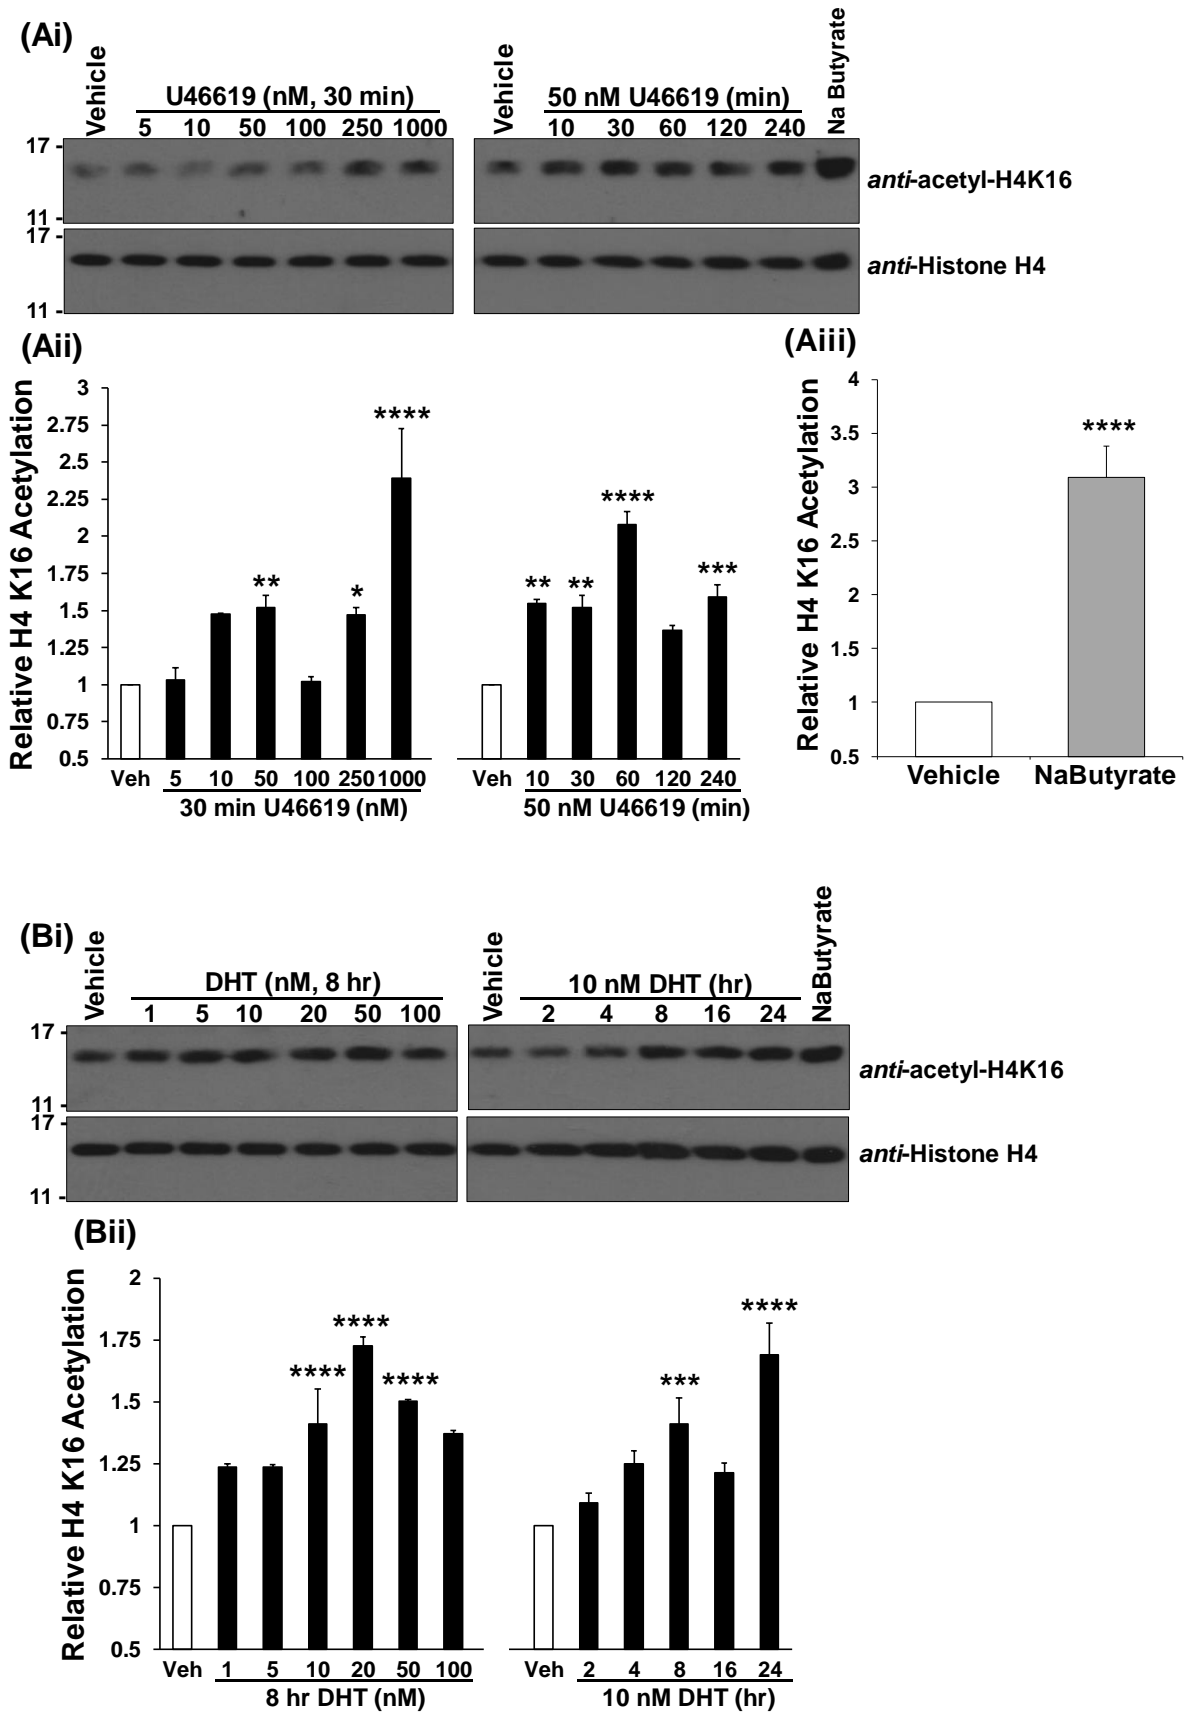 (Ai)
Vehicle
U46619 (nM, 30 min)
5 10 50 100 250 1000
Vehicle
50 nM U46619 (min)
10 30 60 120 240
Na Butyrate
17
11
anti-acetyl-H4K16
17
11
anti-Histone H4
(Aii)
Relative H4 K16 Acetylation
3
2.75
2.5
2.25
2
1.75
1.5
1.25
1
0.75
0.5
** * ****
** ** **** ***
Veh 5 10 50 100 250 1000
30 min U46619 (nM)
Veh 10 30 60 120 240
50 nM U46619 (min)
(Aiii)
Relative H4 K16 Acetylation
4
3.5
3
2.5
2
1.5
1
0.5
****
Vehicle NaButyrate
(Bi)
Vehicle
DHT (nM, 8 hr)
1 5 10 20 50 100
Vehicle
10 nM DHT (hr)
2 4 8 16 24
NaButyrate
17
11
anti-acetyl-H4K16
17
11
anti-Histone H4
(Bii)
Relative H4 K16 Acetylation
2
1.75
1.5
1.25
1
0.75
0.5
**** **** ****
*** ****
Veh 1 5 10 20 50 100
8 hr DHT (nM)
Veh 2 4 8 16 24
10 nM DHT (hr)